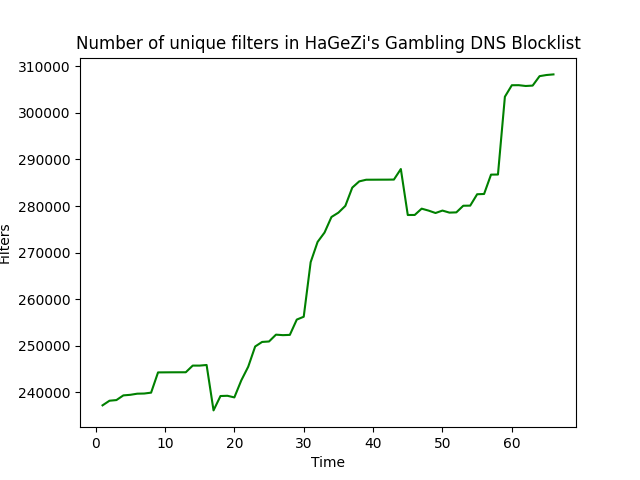 Number of unique filters in HaGeZi's Gambling DNS Blocklist
310000
300000
290000
280000
270000
260000
250000
240000
Filters
0 10 20 30 40 50 60
Time